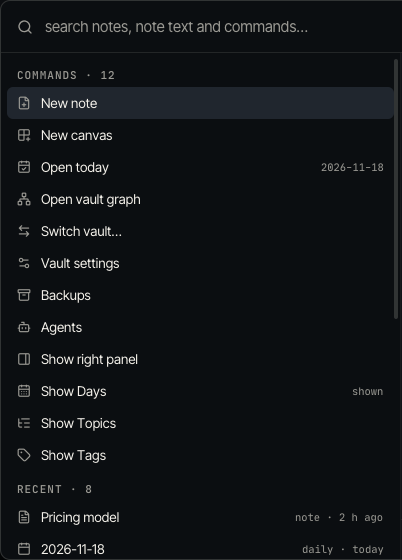 search notes, note text and commands…
COMMANDS · 12
New note
New canvas
Open today 2026-11-18
Open vault graph
Switch vault…
Vault settings
Backups
Agents
Show right panel
Show Days shown
Show Topics
Show Tags
RECENT · 8
Pricing model note · 2 h ago
2026-11-18 daily · today